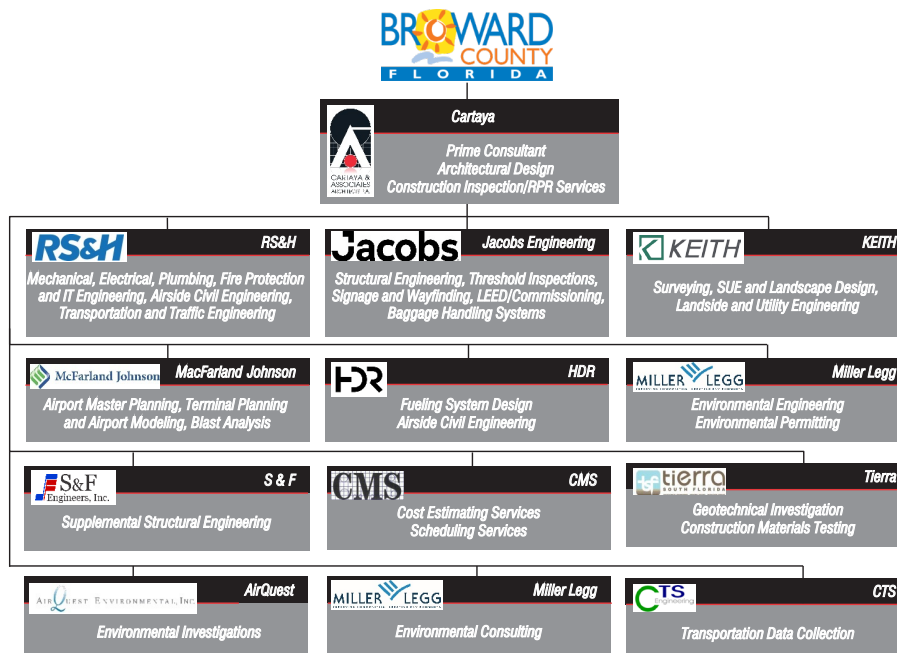 BROWARD
COUNTY
FLORIDA
Cartaya
CARTAYA &
ASSOCIATES
ARCHITECTS P.A.
Prime Consultant
Architectural Design
Construction Inspection/RPR Services
RS&H
RS&H
Mechanical, Electrical, Plumbing, Fire Protection
and IT Engineering, Airside Civil Engineering,
Transportation and Traffic Engineering
Jacobs
Jacobs Engineering
Structural Engineering, Threshold Inspections,
Signage and Wayfinding, LEED/Commissioning,
Baggage Handling Systems
KEITH
KEITH
Surveying, SUE and Landscape Design,
Landside and Utility Engineering
McFarland Johnson
MacFarland Johnson
Airport Master Planning, Terminal Planning
and Airport Modeling, Blast Analysis
HDR
HDR
Fueling System Design
Airside Civil Engineering
MILLER LEGG
Miller Legg
Environmental Engineering
Environmental Permitting
S&F
Engineers, Inc.
S & F
Supplemental Structural Engineering
CMS
CMS
Cost Estimating Services
Scheduling Services
tsf tierra
SOUTH FLORIDA
Tierra
Geotechnical Investigation
Construction Materials Testing
AIRQUEST ENVIRONMENTAL, INC.
AirQuest
Environmental Investigations
MILLER LEGG
Miller Legg
Environmental Consulting
CTS
Engineering
CTS
Transportation Data Collection